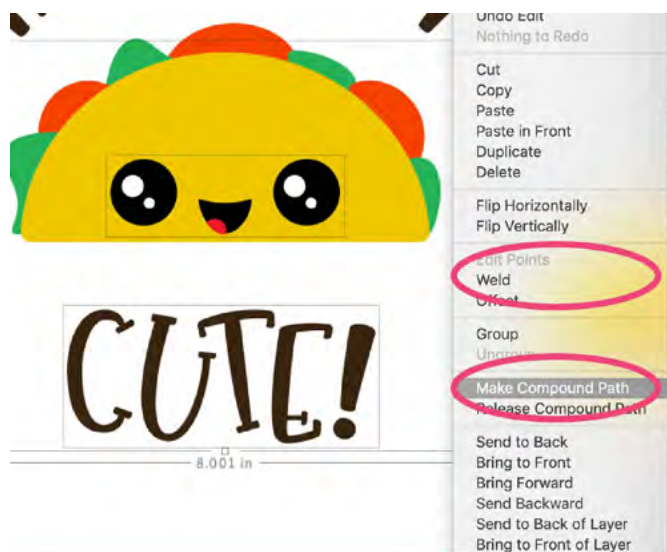 Undo Edit
Nothing to Redo
Cut
Copy
Paste
Paste in Front
Duplicate
Delete
Flip Horizontally
Flip Vertically
Edit Points
Weld
Offset
Group
Ungroup
Make Compound Path
Release Compound Path
Send to Back
Bring to Front
Bring Forward
Send Backward
Send to Back of Layer
Bring to Front of Layer
CUTE!
8.001 in